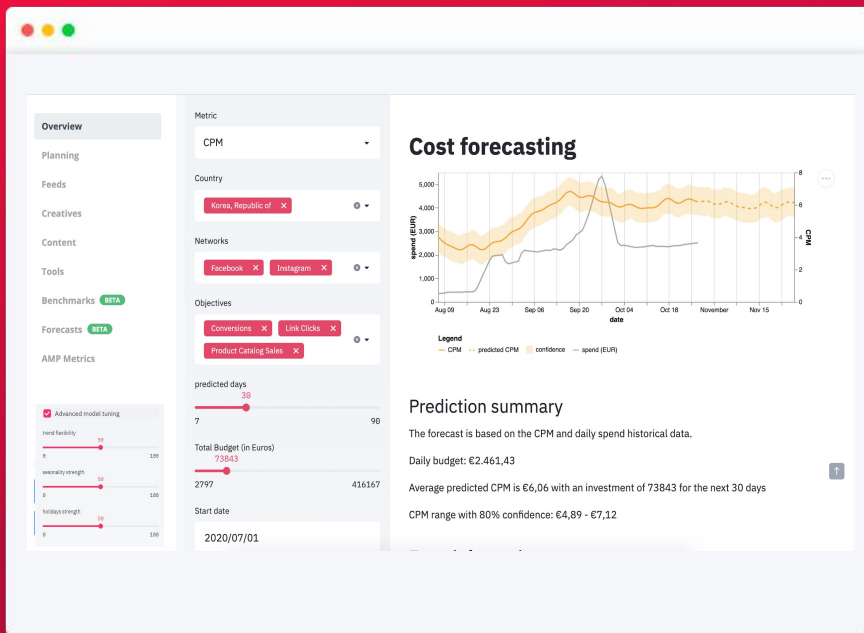 Overview
Planning
Feeds
Creatives
Content
Tools
Benchmarks BETA
Forecasts BETA
AMP Metrics
Advanced model tuning
trend flexibility
50
0 100
seosnality strength
50
0 100
holidays strength
50
0 100
Metric
CPM
Country
Korea, Republic of
Networks
Facebook Instagram
Objectives
Conversions Link Clicks
Product Catalog Sales
predicted days
30
7 90
Total Budget (in Euros)
73843
2797 416167
Start date
2020/07/01
Cost forecasting
spend (EUR)
5,000
4,000
3,000
2,000
1,000
0
8
6
4
2
0
CPM
Aug 09 Aug 23 Sep 06 Sep 20 Oct 04 Oct 18 November Nov 15
date
Legend
CPM predicted CPM confidence spend (EUR)
Prediction summary
The forecast is based on the CPM and daily spend historical data.
Daily budget: €2.461,43
Average predicted CPM is €6,06 with an investment of 73843 for the next 30 days
CPM range with 80% confidence: €4,89 - €7,12